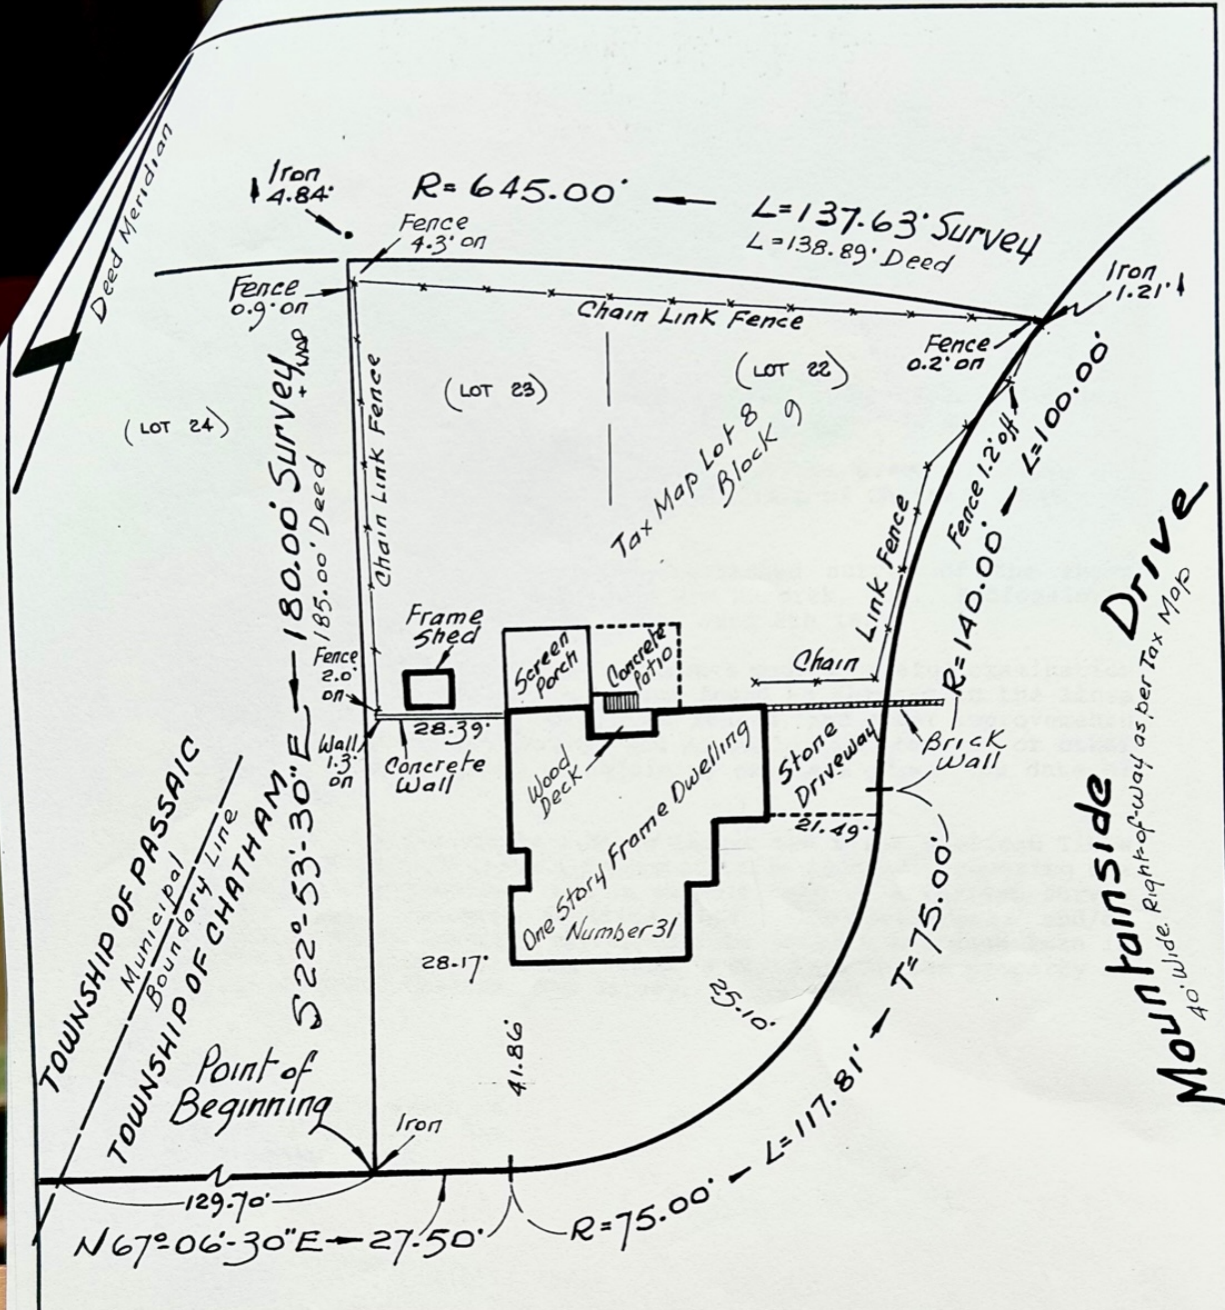 Deed Meridian
Iron
4.84'
R= 645.00'
L=137.63' Survey
L=138.89' Deed
Fence
4.3' on
Fence
0.9' on
Iron
1.21'
Chain Link Fence
Fence
0.2' on
(LOT 24)
(LOT 23)
(LOT 22)
Tax Map Lot 8
Block 9
S22°-53'-30"E 180.00' Survey
+ MAP
185.00' Deed
Chain Link Fence
Fence 1.2' off
R=140.00' L=100.00'
Chain Link Fence
Frame
Shed
Screen
Porch
Concrete
Patio
Fence
2.0'
on
Wall
1.3'
on
28.39'
Concrete
Wall
Wood
Deck
Stone
Driveway
Brick
Wall
21.49'
One Story Frame Dwelling
Number 31
28.17'
41.86'
25.10'
T=75.00'
R=75.00' L=117.81'
Mountainside Drive
40' Wide Right-of-Way as per Tax Map
TOWNSHIP OF PASSAIC
Municipal
Boundary Line
TOWNSHIP OF CHATHAM
Point of
Beginning
Iron
129.70'
N67°-06'-30"E 27.50'